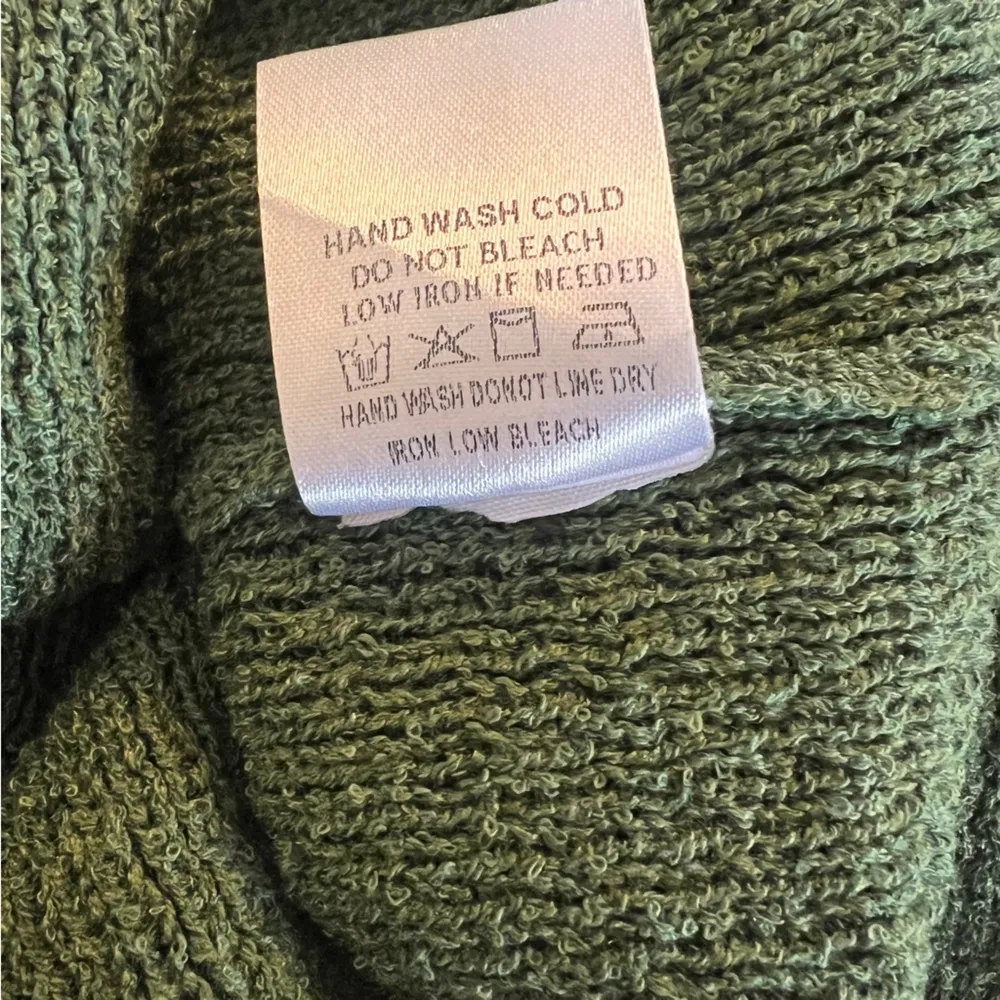 HAND WASH COLD
DO NOT BLEACH
LOW IRON IF NEEDED
HAND WASH DONOT LINE DRY
IRON LOW BLEACH